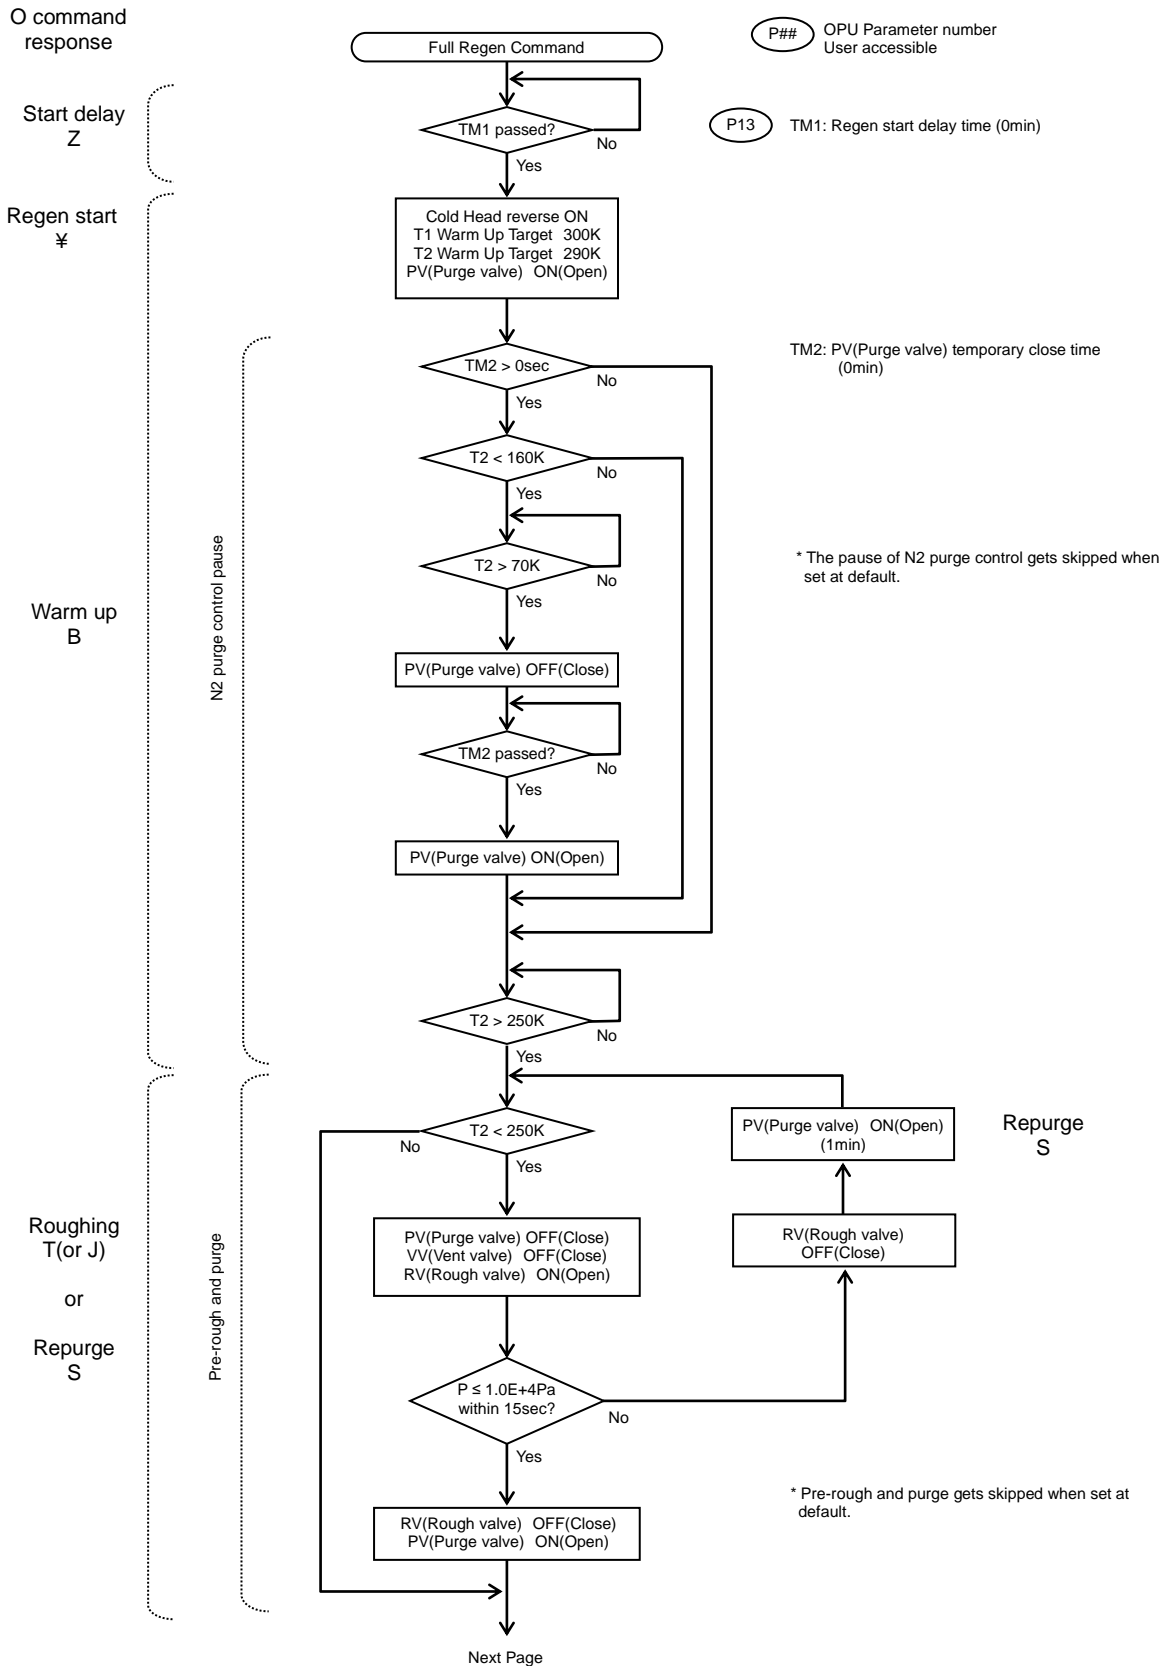 O command
response
Full Regen Command
P##
OPU Parameter number
User accessible
Start delay
Z
TM1 passed?
No
Yes
P13
TM1: Regen start delay time (0min)
Regen start
¥
Cold Head reverse ON
T1 Warm Up Target 300K
T2 Warm Up Target 290K
PV(Purge valve) ON(Open)
TM2 > 0sec
No
Yes
TM2: PV(Purge valve) temporary close time
(0min)
T2 < 160K
No
Yes
T2 > 70K
No
Yes
* The pause of N2 purge control gets skipped when
set at default.
Warm up
B
N2 purge control pause
PV(Purge valve) OFF(Close)
TM2 passed?
No
Yes
PV(Purge valve) ON(Open)
T2 > 250K
No
Yes
T2 < 250K
No
Yes
PV(Purge valve) ON(Open)
(1min)
Repurge
S
Roughing
T(or J)
or
Repurge
S
Pre-rough and purge
PV(Purge valve) OFF(Close)
VV(Vent valve) OFF(Close)
RV(Rough valve) ON(Open)
RV(Rough valve)
OFF(Close)
P ≤ 1.0E+4Pa
within 15sec?
No
Yes
* Pre-rough and purge gets skipped when set at
default.
RV(Rough valve) OFF(Close)
PV(Purge valve) ON(Open)
Next Page